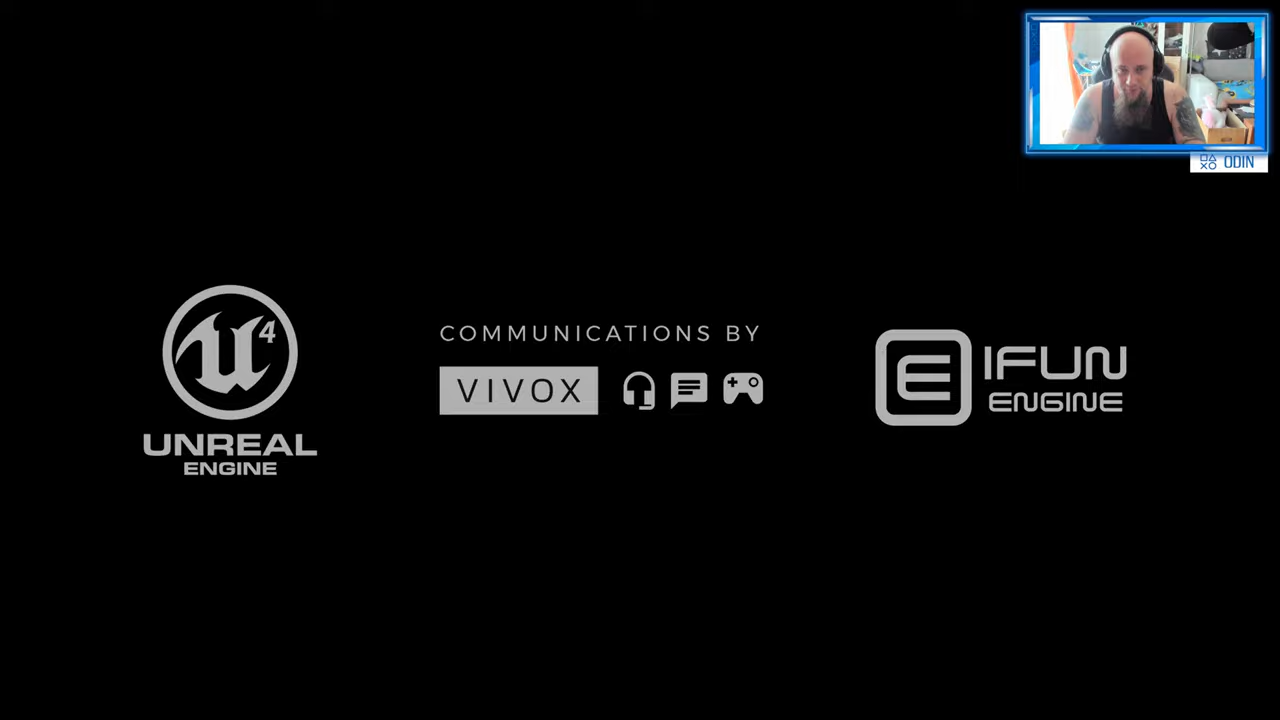 ODIN
COMMUNICATIONS BY
VIVOX
4
UNREAL
ENGINE
IFUN
ENGINE